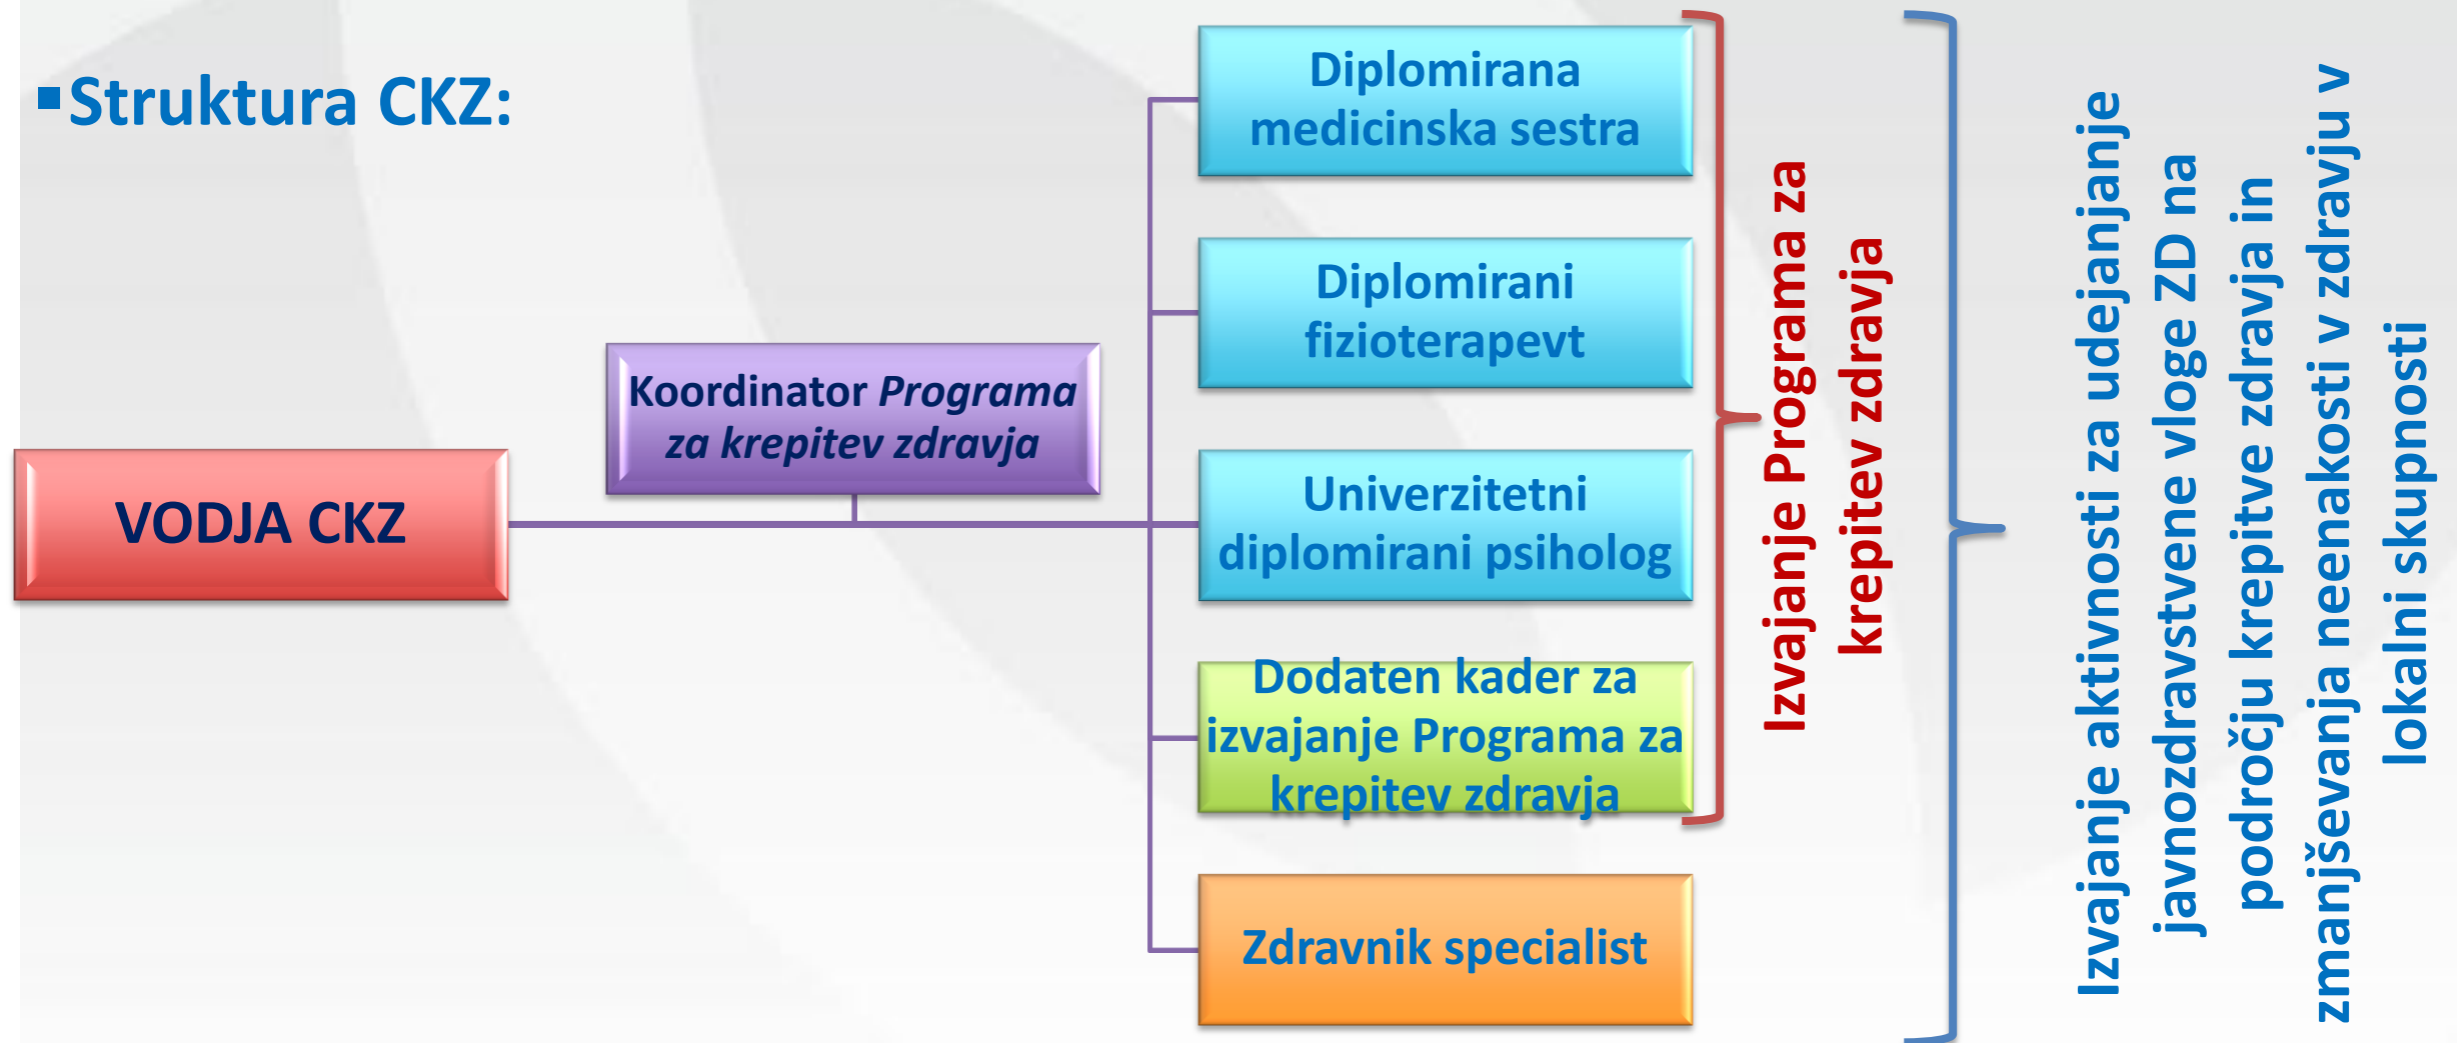 ▪Struktura CKZ:
VODJA CKZ
Koordinator Programa
za krepitev zdravja
Diplomirana
medicinska sestra
Diplomirani
fizioterapevt
Univerzitetni
diplomirani psiholog
Dodaten kader za
izvajanje Programa za
krepitev zdravja
Zdravnik specialist
Izvajanje Programa za
krepitev zdravja
Izvajanje aktivnosti za udejanjanje
javnozdravstvene vloge ZD na
področju krepitve zdravja in
zmanjševanja neenakosti v zdravju v
lokalni skupnosti